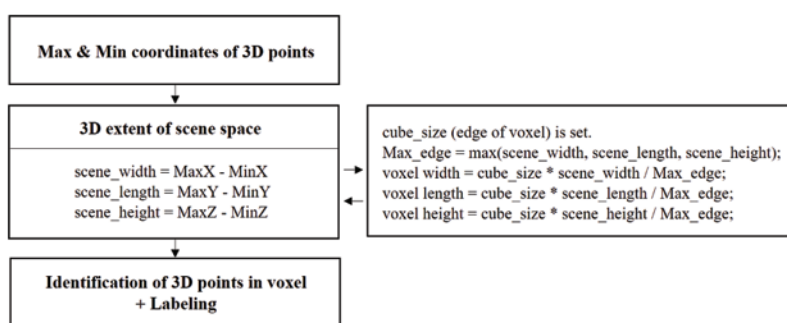 Max & Min coordinates of 3D points
3D extent of scene space
scene_width = MaxX - MinX
scene_length = MaxY - MinY
scene_height = MaxZ - MinZ
cube_size (edge of voxel) is set.
Max_edge = max(scene_width, scene_length, scene_height);
voxel width = cube_size * scene_width / Max_edge;
voxel length = cube_size * scene_length / Max_edge;
voxel height = cube_size * scene_height / Max_edge;
Identification of 3D points in voxel
+ Labeling